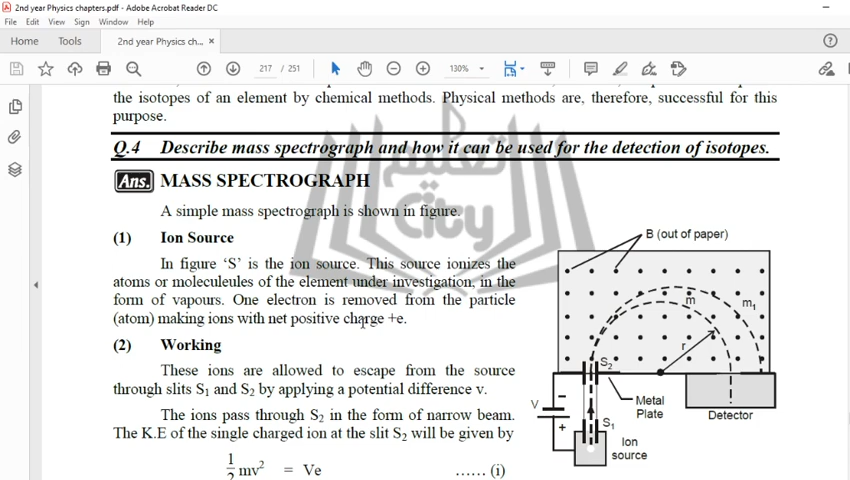 2nd year Physics chapters.pdf - Adobe Acrobat Reader DC
File Edit View Sign Window Help
Home Tools 2nd year Physics ch... ×
217 / 251 130%
the isotopes of an element by chemical methods. Physical methods are, therefore, successful for this
purpose.
Q.4 Describe mass spectrograph and how it can be used for the detection of isotopes.
Ans. MASS SPECTROGRAPH
A simple mass spectrograph is shown in figure.
(1) Ion Source
In figure ‘S’ is the ion source. This source ionizes the
atoms or moleculeules of the element under investigation, in the
form of vapours. One electron is removed from the particle
(atom) making ions with net positive charge +e.
(2) Working
These ions are allowed to escape from the source
through slits S₁ and S₂ by applying a potential difference v.
The ions pass through S₂ in the form of narrow beam.
The K.E of the single charged ion at the slit S₂ will be given by
1/2 mv² = Ve ...... (i)
B (out of paper)
m
m₁
r
S₂
V
−
+
S₁
Metal
Plate
Detector
Ion
source
تعلیم
City